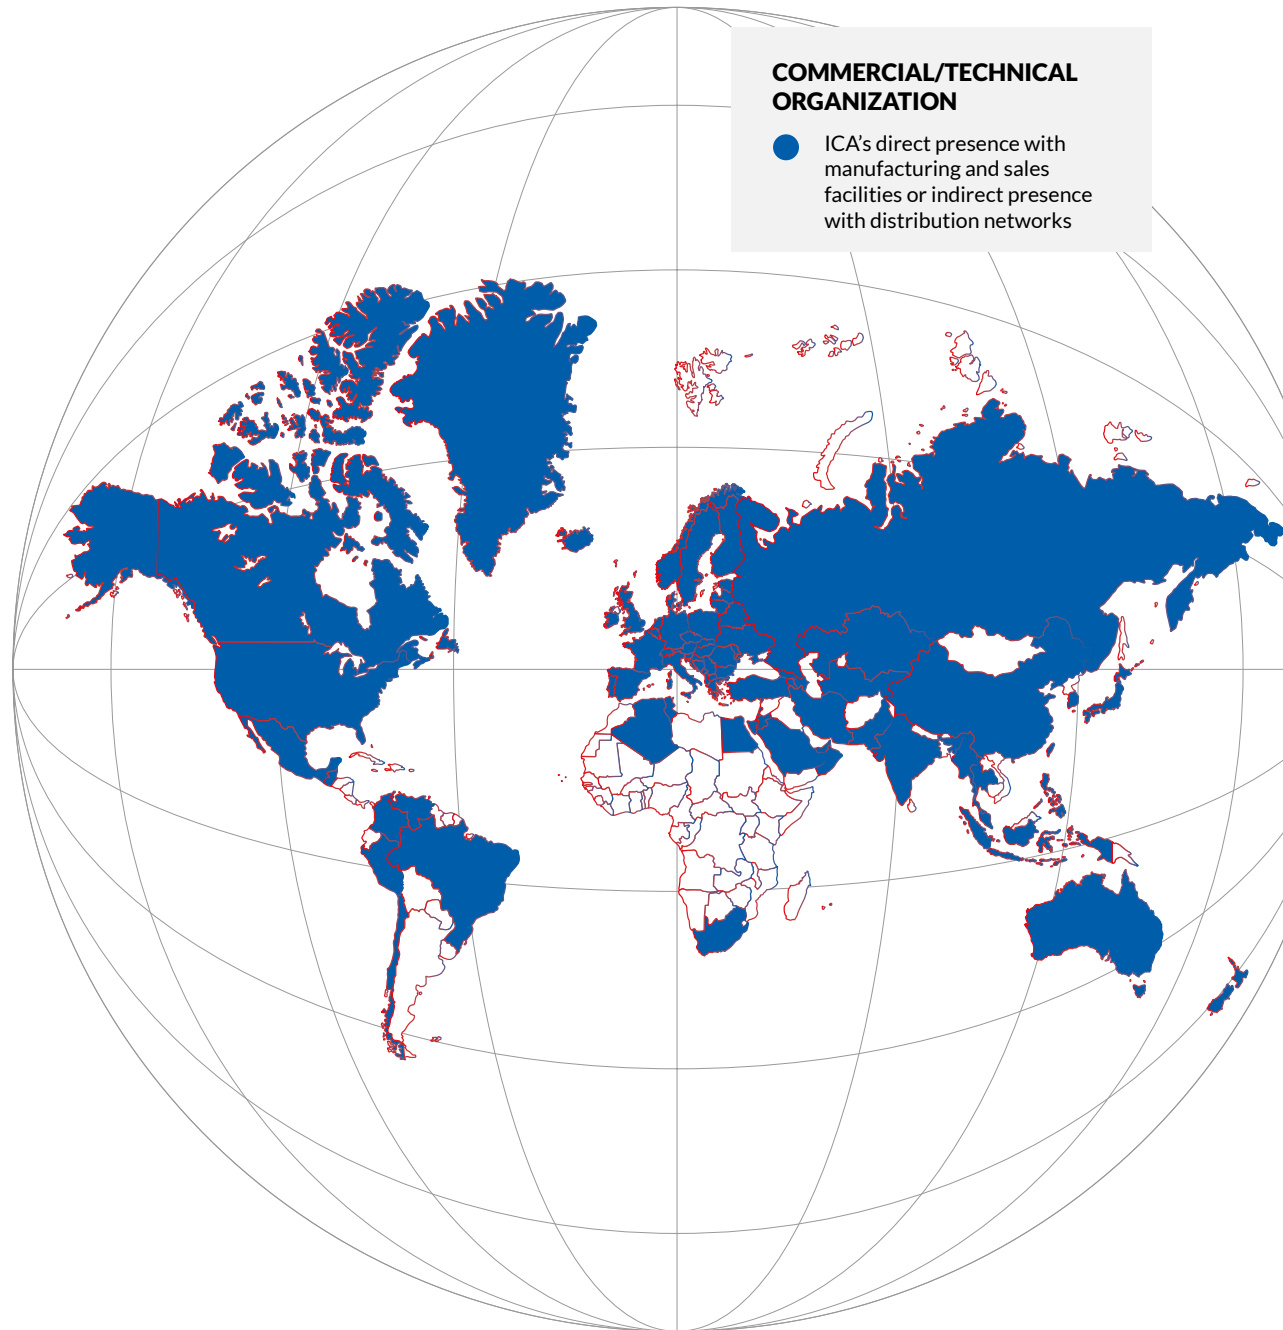 COMMERCIAL/TECHNICAL
ORGANIZATION
ICA’s direct presence with
manufacturing and sales
facilities or indirect presence
with distribution networks